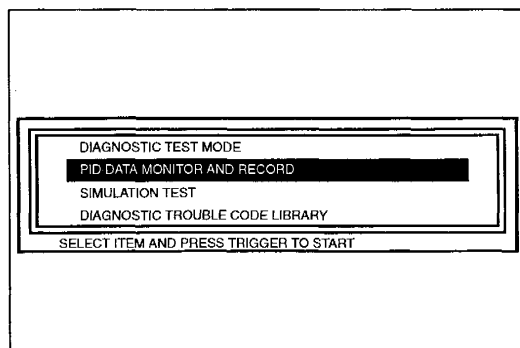 DIAGNOSTIC TEST MODE
PID DATA MONITOR AND RECORD
SIMULATION TEST
DIAGNOSTIC TROUBLE CODE LIBRARY
SELECT ITEM AND PRESS TRIGGER TO START